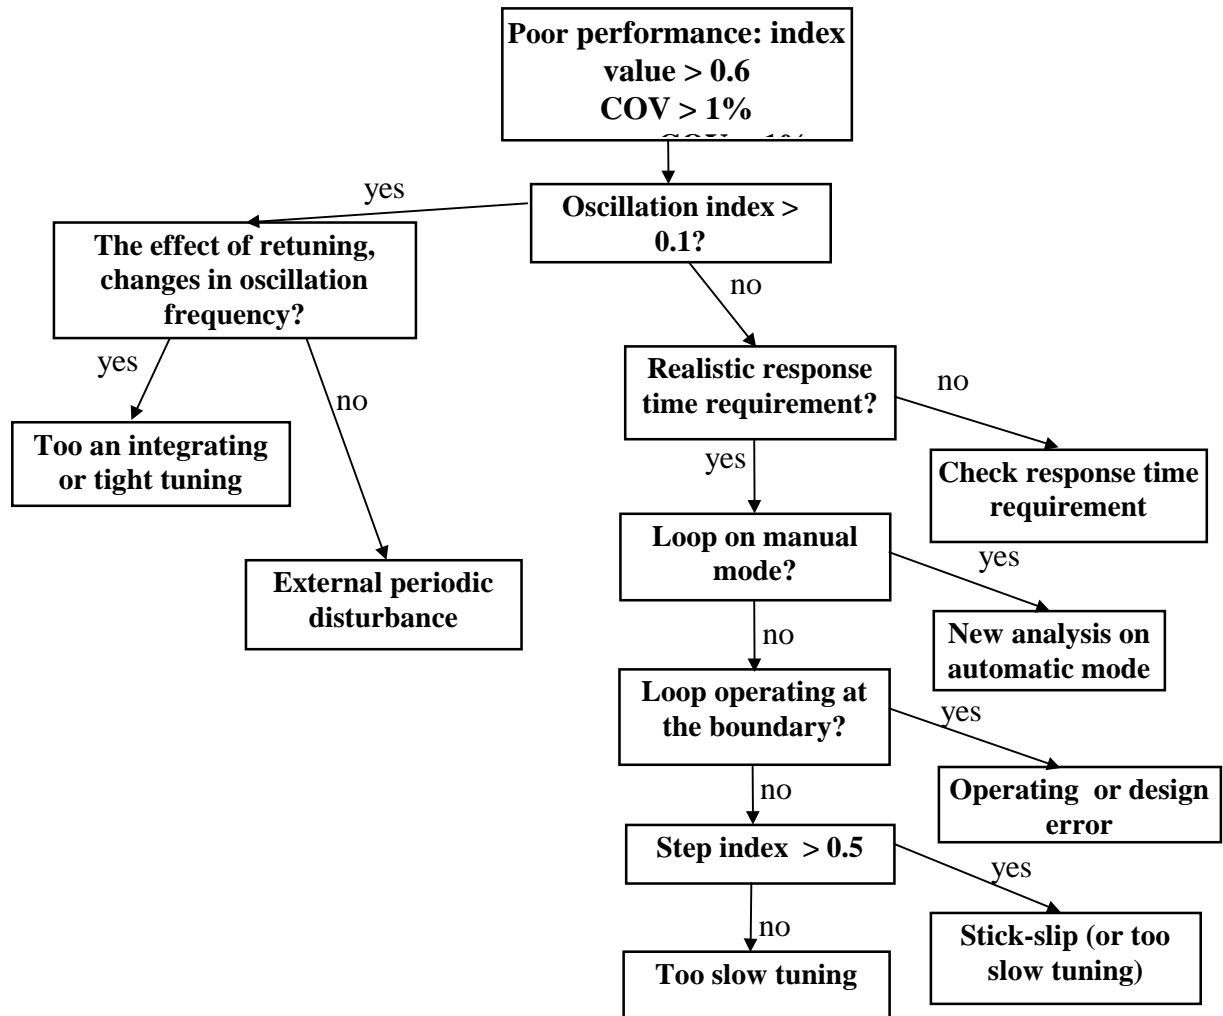 Poor performance: index
value > 0.6
COV > 1%
yes
Oscillation index >
0.1?
The effect of retuning,
changes in oscillation
frequency?
no
yes
no
Realistic response
time requirement?
no
Too an integrating
or tight tuning
yes
Check response time
requirement
Loop on manual
mode?
yes
External periodic
disturbance
no
New analysis on
automatic mode
Loop operating at
the boundary?
yes
no
Operating or design
error
Step index > 0.5
yes
no
Stick-slip (or too
slow tuning)
Too slow tuning